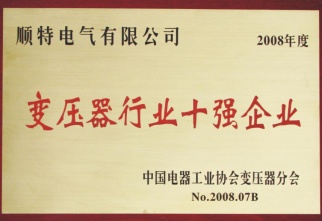 顺特电气有限公司 2008年度
变压器行业十强企业
中国电器工业协会变压器分会
No.2008.07B